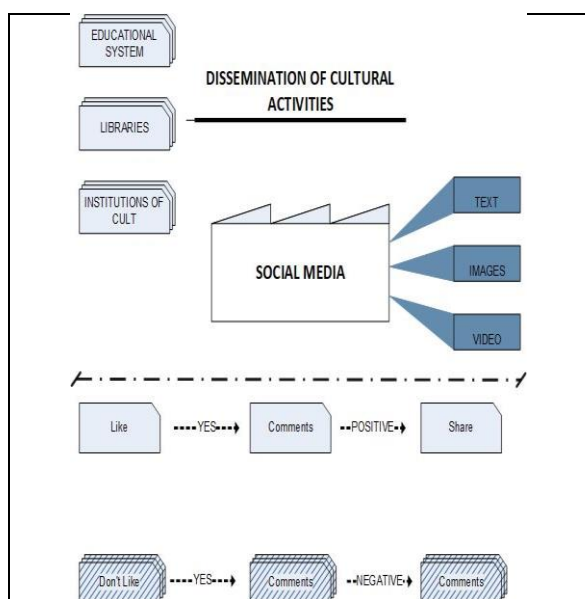 EDUCATIONAL
SYSTEM
DISSEMINATION OF CULTURAL
ACTIVITIES
LIBRARIES
INSTITUTIONS OF
CULT
TEXT
SOCIAL MEDIA
IMAGES
VIDEO
Like
YES
Comments
POSITIVE
Share
Don't Like
YES
Comments
NEGATIVE
Comments